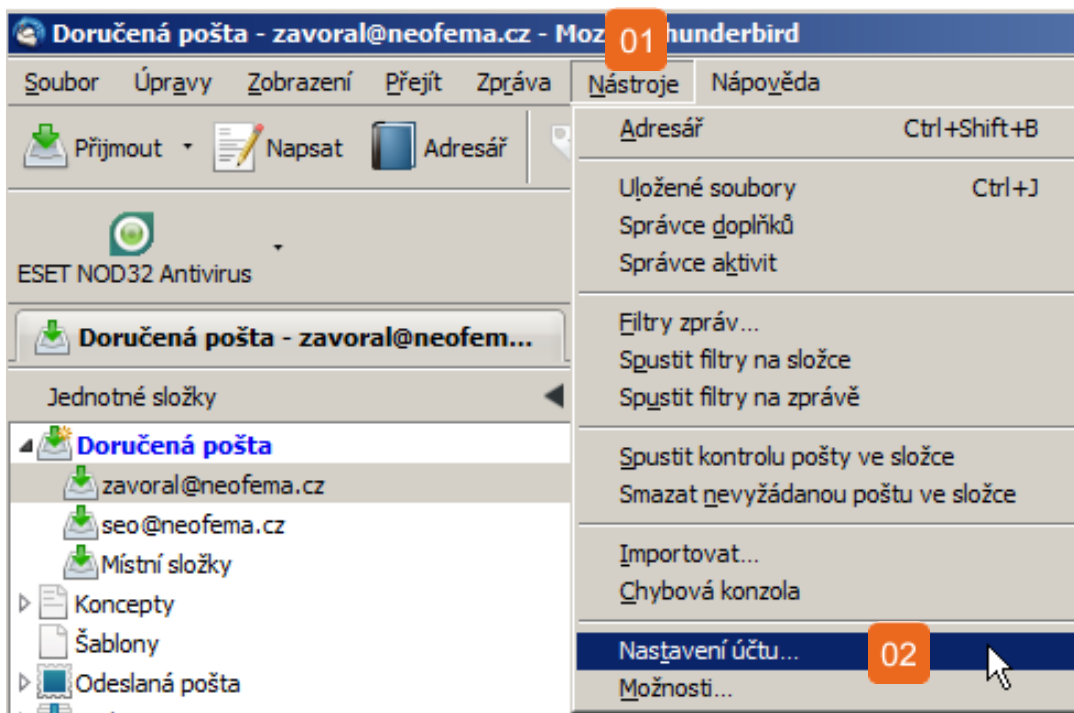 Doručená pošta - zavoral@neofema.cz - Moz 01 hunderbird
Soubor Úpravy Zobrazení Přejít Zpráva Nástroje Nápověda
Přijmout Napsat Adresář
ESET NOD32 Antivirus
Doručená pošta - zavoral@neofem...
Jednotné složky
Doručená pošta
zavoral@neofema.cz
seo@neofema.cz
Místní složky
Koncepty
Šablony
Odeslaná pošta
Adresář Ctrl+Shift+B
Uložené soubory Ctrl+J
Správce doplňků
Správce aktivit
Filtry zpráv...
Spustit filtry na složce
Spustit filtry na zprávě
Spustit kontrolu pošty ve složce
Smazat nevyžádanou poštu ve složce
Importovat...
Chybová konzola
Nastavení účtu... 02
Možnosti...